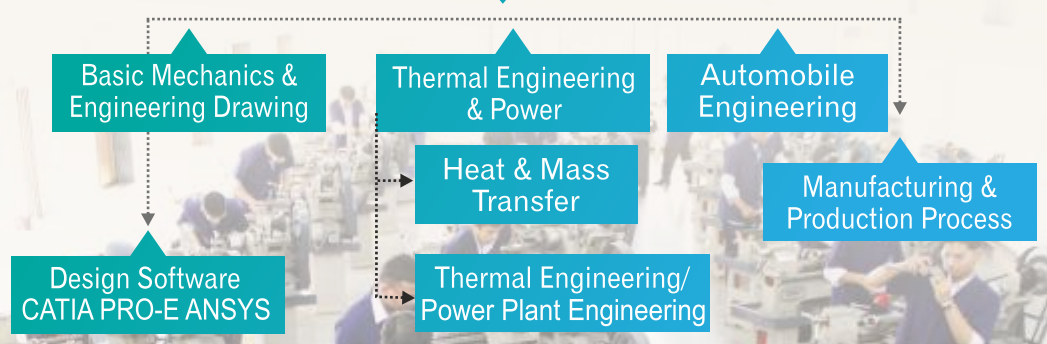 Basic Mechanics &
Engineering Drawing
Thermal Engineering
& Power
Automobile
Engineering
Heat & Mass
Transfer
Manufacturing &
Production Process
Design Software
CATIA PRO-E ANSYS
Thermal Engineering/
Power Plant Engineering